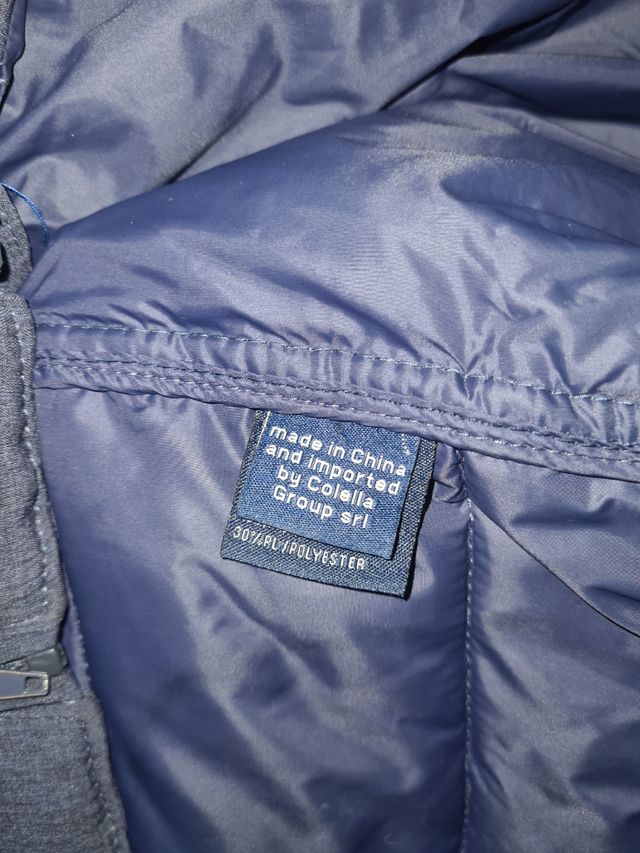 made in China
and Imported
by Colella
Group srl
30%PL/POLYESTER